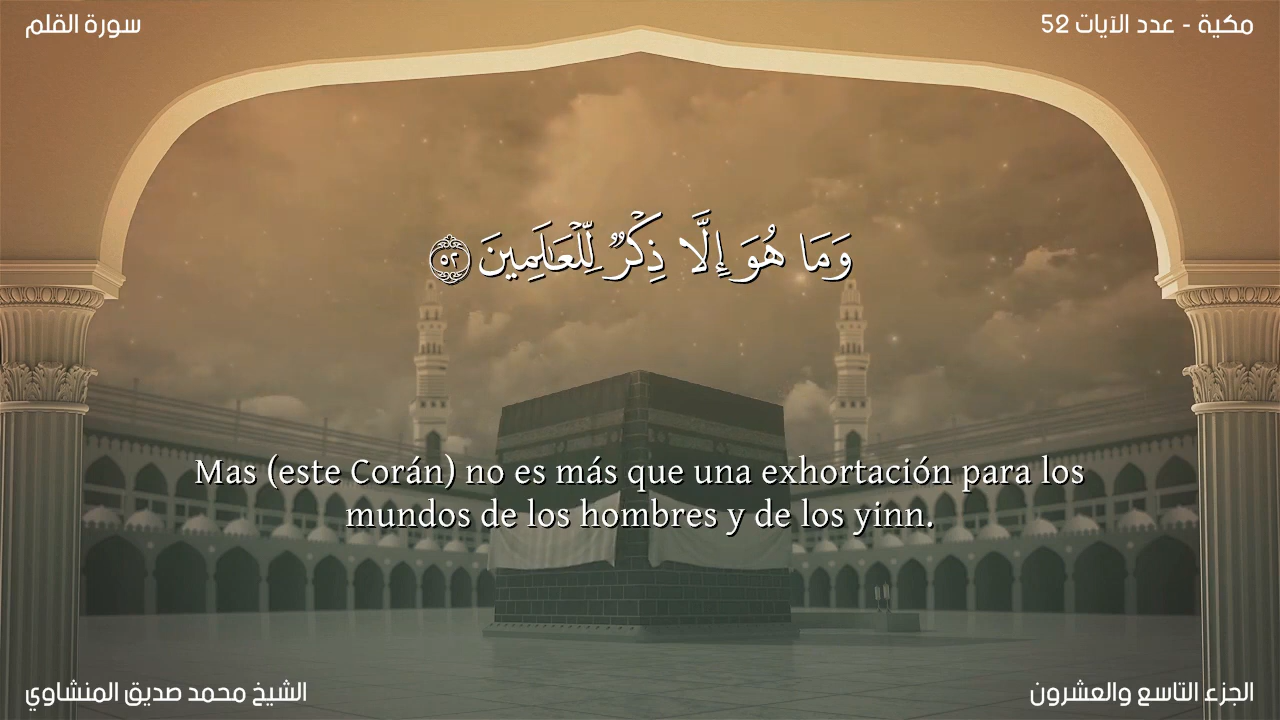 سورة القلم
مكية - عدد الآيات 52
وَمَا هُوَ إِلَّا ذِكْرٌ لِّلْعَـٰلَمِينَ ٥٢
Mas (este Corán) no es más que una exhortación para los
mundos de los hombres y de los yinn.
الشيخ محمد صديق المنشاوي
الجزء التاسع والعشرون